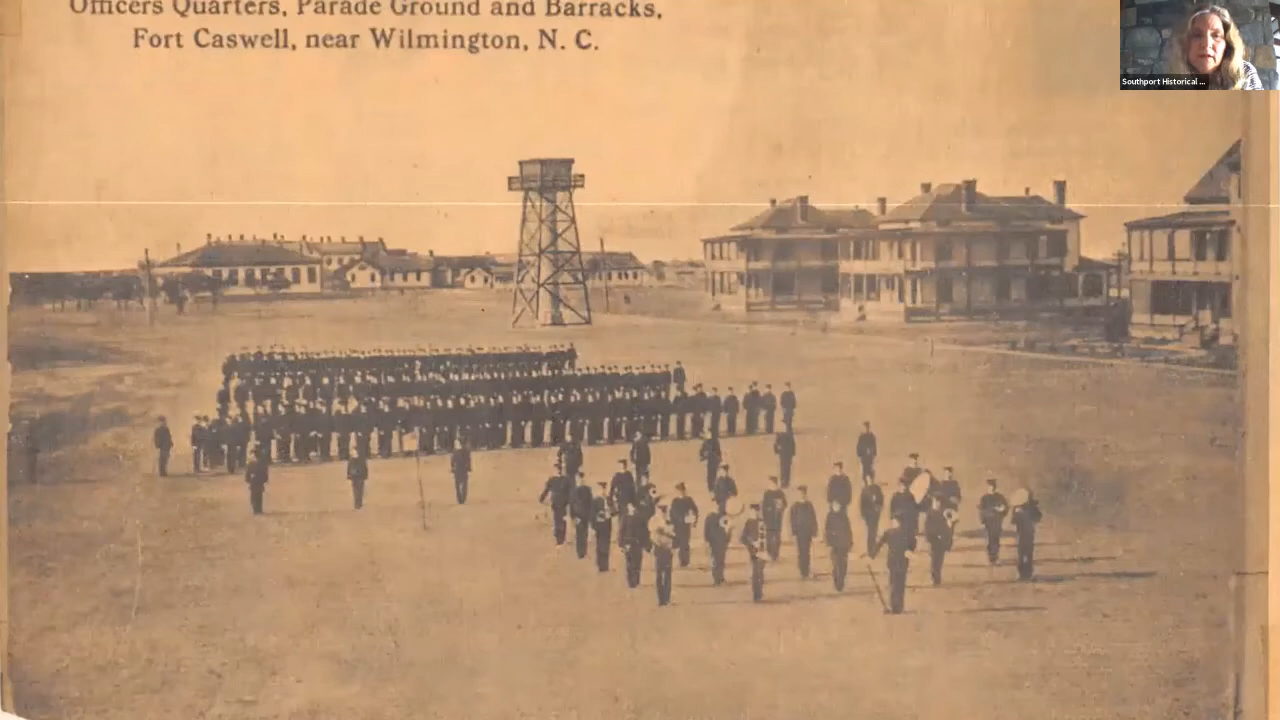 Officers Quarters, Parade Ground and Barracks,
Fort Caswell, near Wilmington, N. C.
Southport Historical ...